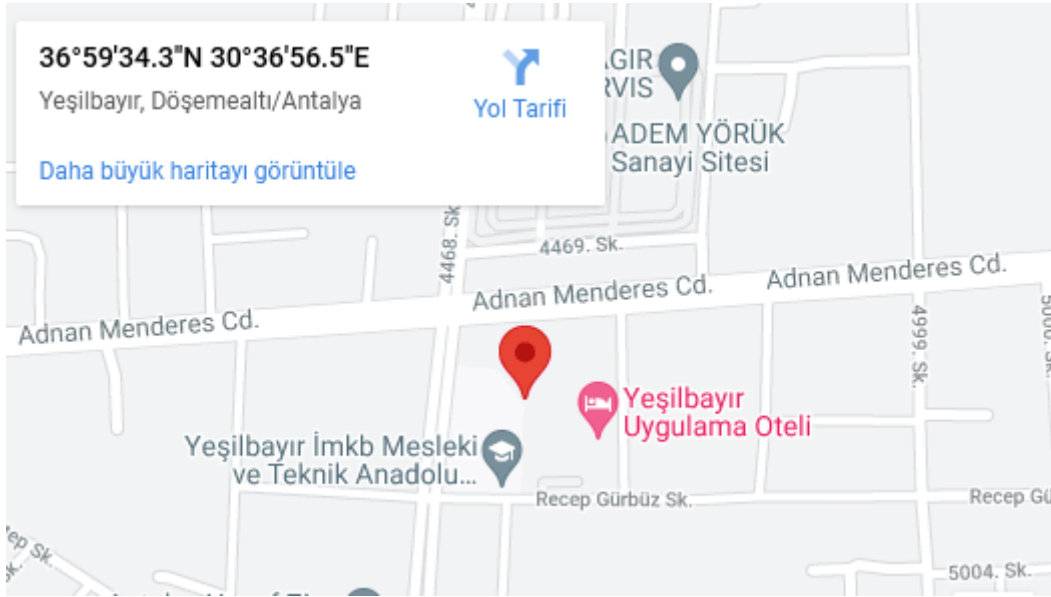 36°59'34.3"N 30°36'56.5"E
Yeşilbayır, Döşemealtı/Antalya
Yol Tarifi
Daha büyük haritayı görüntüle
ADEM YÖRÜK
Sanayi Sitesi
4468. Sk
4469. Sk.
Adnan Menderes Cd.
Adnan Menderes Cd.
Adnan Menderes Cd.
4999. Sk.
Yeşilbayır
Uygulama Oteli
Yeşilbayır İmkb Mesleki
ve Teknik Anadolu...
Recep Gürbüz Sk.
Recep Gü
5004. Sk.